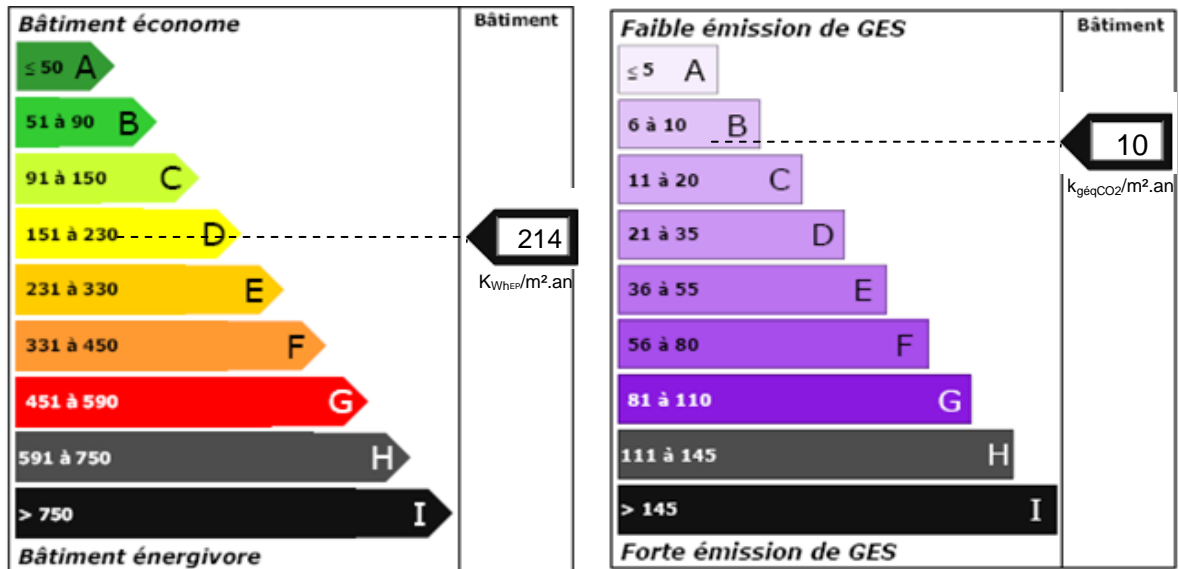 Bâtiment économe
Bâtiment
≤ 50 A
51 à 90 B
91 à 150 C
151 à 230 D
214
KWhEP/m².an
231 à 330 E
331 à 450 F
451 à 590 G
591 à 750 H
> 750 I
Bâtiment énergivore
Faible émission de GES
Bâtiment
≤ 5 A
6 à 10 B
10
kgéqCO2/m².an
11 à 20 C
21 à 35 D
36 à 55 E
56 à 80 F
81 à 110 G
111 à 145 H
> 145 I
Forte émission de GES